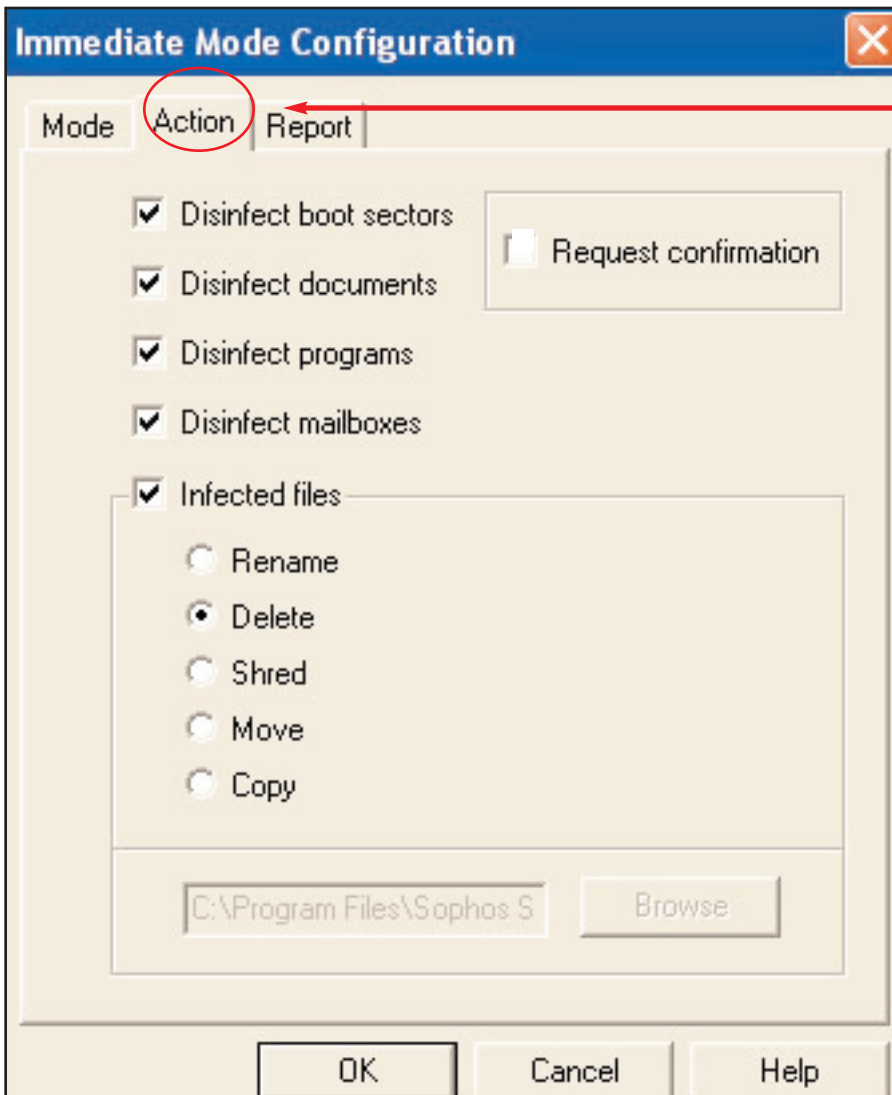 Immediate Mode Configuration
Mode Action Report
Disinfect boot sectors
Request confirmation
Disinfect documents
Disinfect programs
Disinfect mailboxes
Infected files
Rename
Delete
Shred
Move
Copy
C:\Program Files\Sophos S
Browse
OK Cancel Help